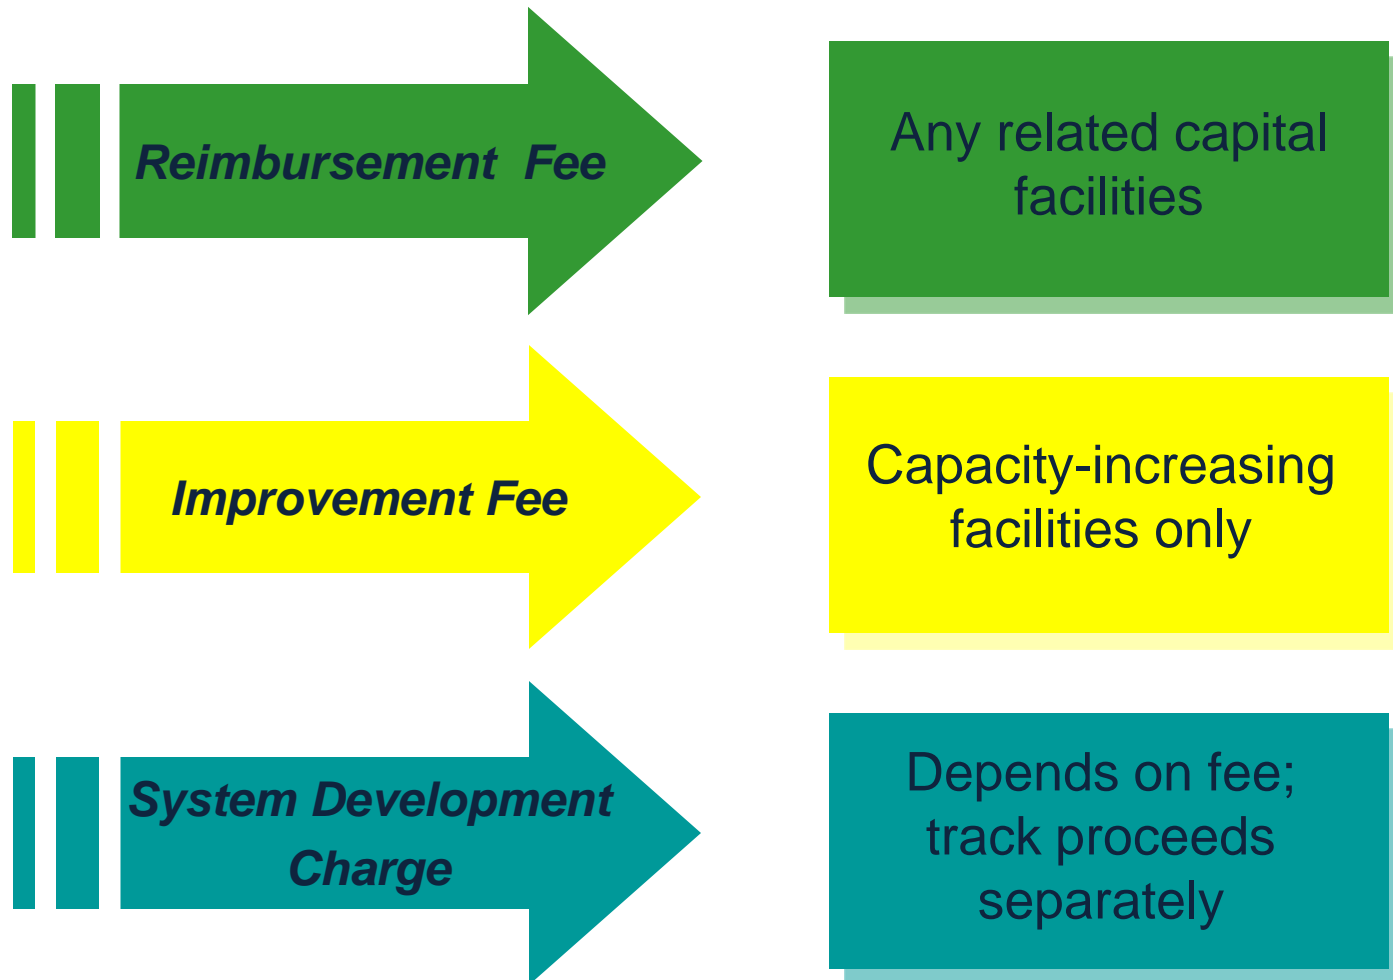 Reimbursement Fee
Any related capital
facilities
Improvement Fee
Capacity-increasing
facilities only
System Development
Charge
Depends on fee;
track proceeds
separately